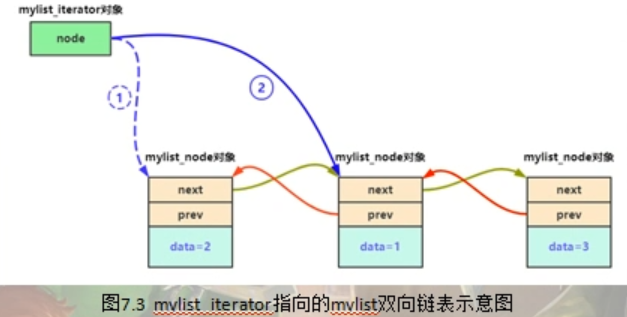 mylist_iterator对象
node
1
2
mylist_node对象 mylist_node对象 mylist_node对象
next next next
prev prev prev
data=2 data=1 data=3
图7.3 mylist_iterator指向的mylist双向链表示意图